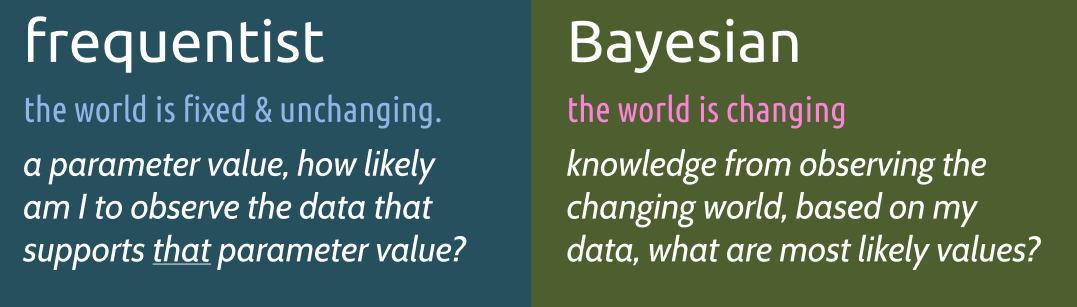 frequentist
the world is fixed & unchanging.
a parameter value, how likely
am I to observe the data that
supports that parameter value?
Bayesian
the world is changing
knowledge from observing the
changing world, based on my
data, what are most likely values?